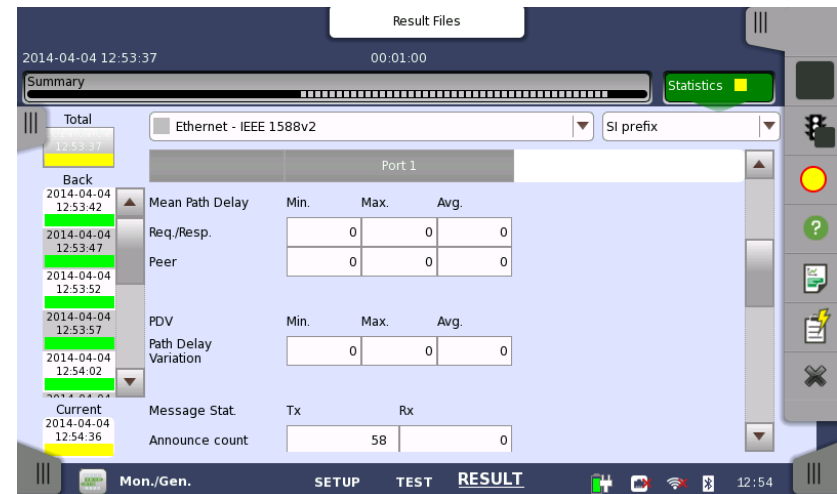 Result Files
2014-04-04 12:53:37 00:01:00
Summary
Statistics
Total
12:53:37
Ethernet - IEEE 1588v2
SI prefix
Port 1
Back
2014-04-04
12:53:42
2014-04-04
12:53:47
2014-04-04
12:53:52
2014-04-04
12:53:57
2014-04-04
12:54:02
Current
2014-04-04
12:54:36
Mean Path Delay Min. Max. Avg.
Req./Resp. 0 0 0
Peer 0 0 0
PDV Min. Max. Avg.
Path Delay
Variation 0 0 0
Message Stat. Tx Rx
Announce count 58 0
Mon./Gen. SETUP TEST RESULT 12:54